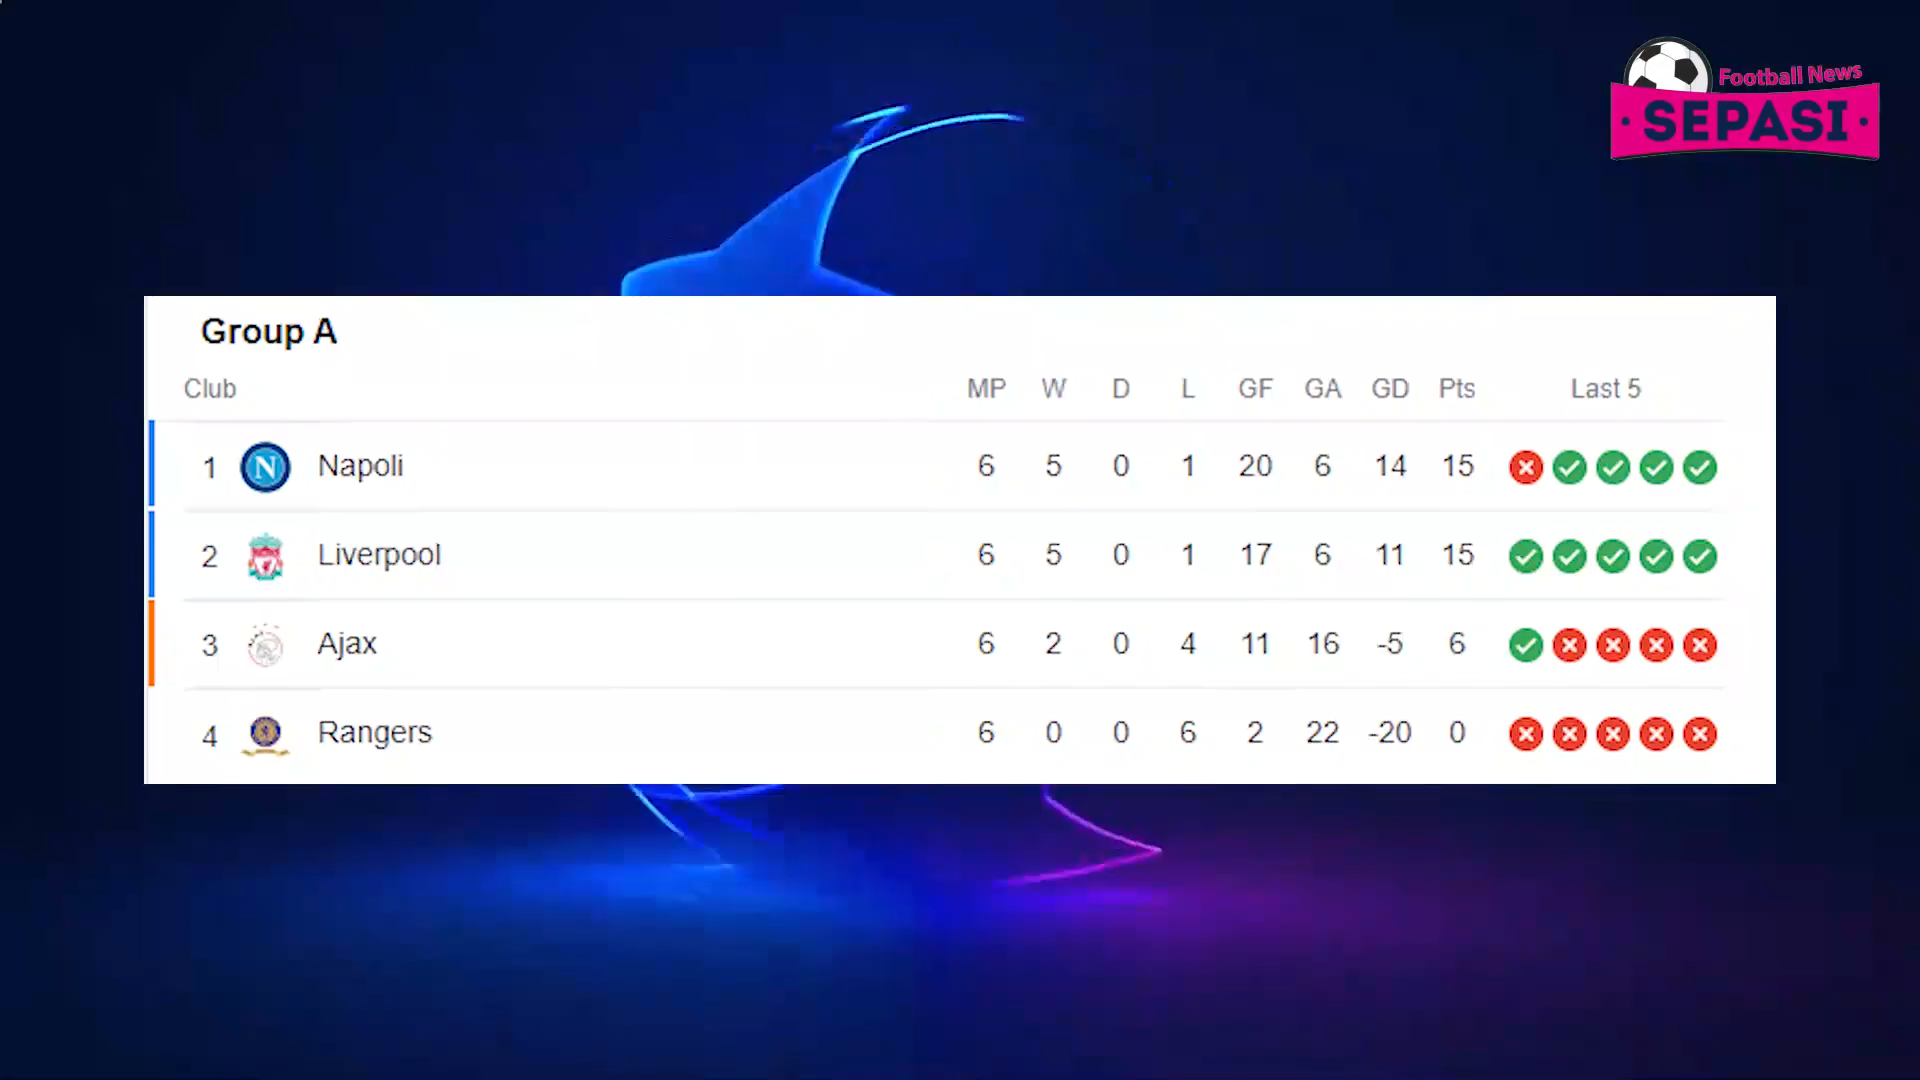 Football News
SEPASI
Group A
Club MP W D L GF GA GD Pts Last 5
1 N Napoli 6 5 0 1 20 6 14 15
2 Liverpool 6 5 0 1 17 6 11 15
3 Ajax 6 2 0 4 11 16 -5 6
4 Rangers 6 0 0 6 2 22 -20 0